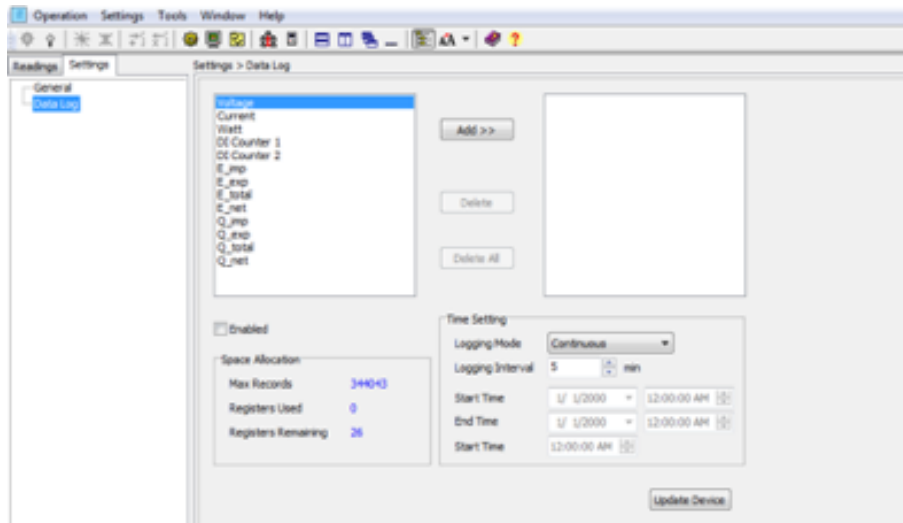 Operation Settings Tools Window Help
Readings Settings
Settings > Data Log
General
Data Log
Voltage
Current
Watt
DI Counter 1
DI Counter 2
E_imp
E_exp
E_total
E_net
Q_imp
Q_exp
Q_total
Q_net
Add >>
Delete
Delete All
Enabled
Space Allocation
Max Records 344043
Registers Used 0
Registers Remaining 26
Time Setting
Logging Mode Continuous
Logging Interval 5 min
Start Time 1/ 1/2000 12:00:00 AM
End Time 1/ 1/2000 12:00:00 AM
Start Time 12:00:00 AM
Update Device